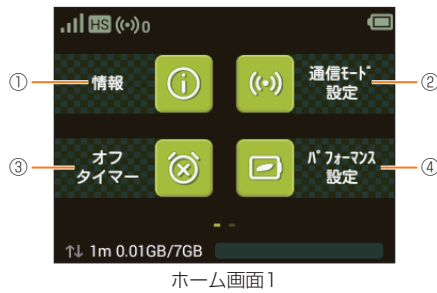 HS 0
① 情報
通信ﾓｰﾄﾞ
設定 ②
③ オフ
タイマー
ﾊﾟﾌｫｰﾏﾝｽ
設定 ④
1m 0.01GB/7GB
ホーム画面1